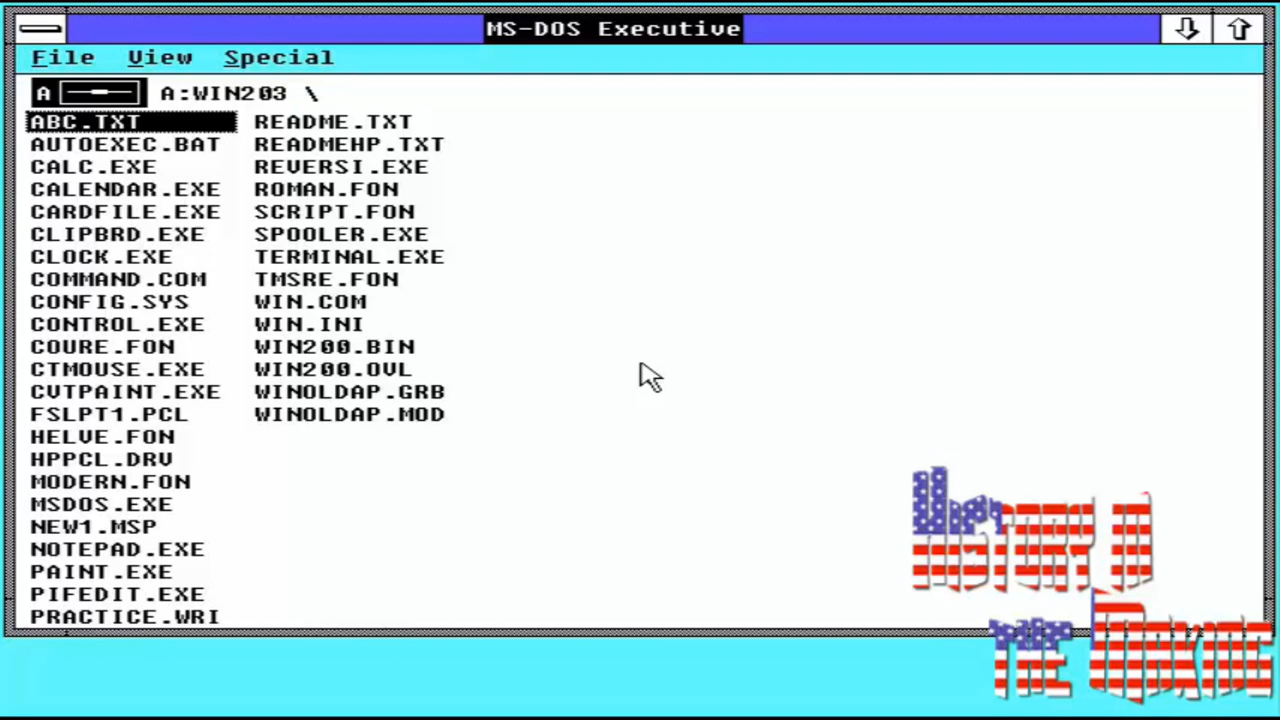 MS-DOS Executive
File View Special
A A:WIN203 \
ABC.TXT README.TXT
AUTOEXEC.BAT READMEHP.TXT
CALC.EXE REVERSI.EXE
CALENDAR.EXE ROMAN.FON
CARDFILE.EXE SCRIPT.FON
CLIPBRD.EXE SPOOLER.EXE
CLOCK.EXE TERMINAL.EXE
COMMAND.COM TMSRE.FON
CONFIG.SYS WIN.COM
CONTROL.EXE WIN.INI
COURE.FON WIN200.BIN
CTMOUSE.EXE WIN200.OVL
CVTPAINT.EXE WINOLDAP.GRB
FSLPT1.PCL WINOLDAP.MOD
HELVE.FON
HPPCL.DRV
MODERN.FON
MSDOS.EXE
NEW1.MSP
NOTEPAD.EXE
PAINT.EXE
PIFEDIT.EXE
PRACTICE.WRI
History in
the Making